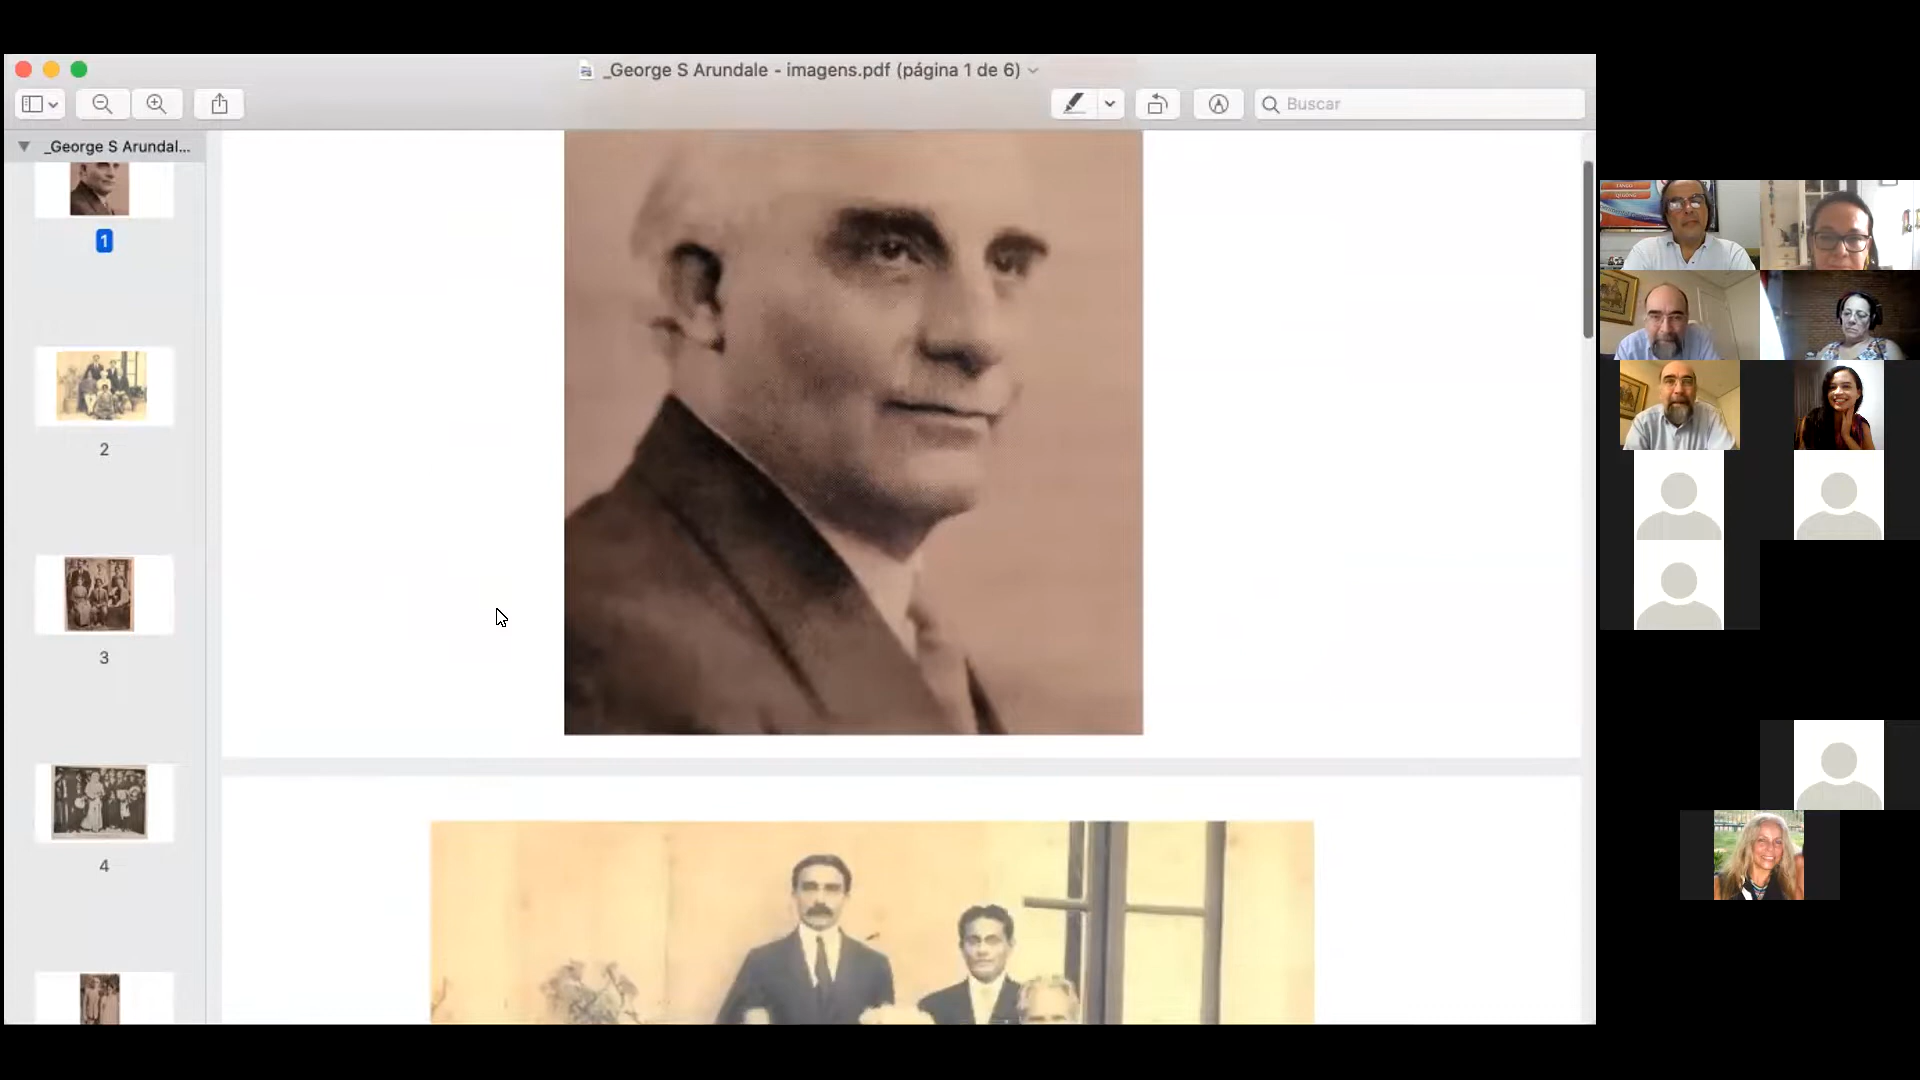 _George S Arundale - imagens.pdf (página 1 de 6)
Buscar
_George S Arundal...
1
2
3
4